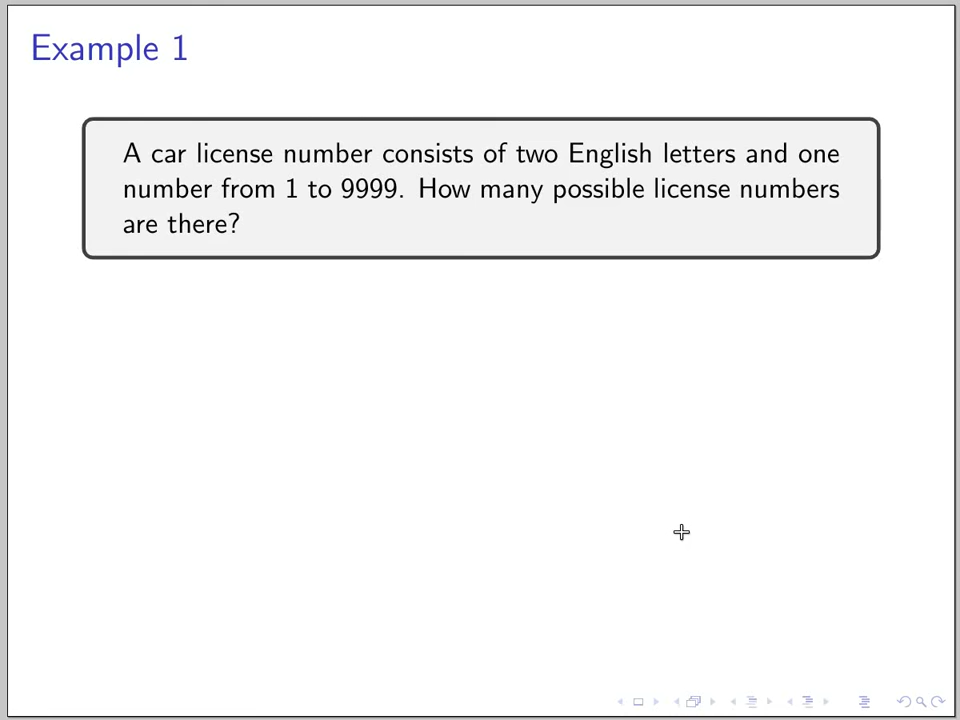 Example 1
A car license number consists of two English letters and one
number from 1 to 9999. How many possible license numbers
are there?